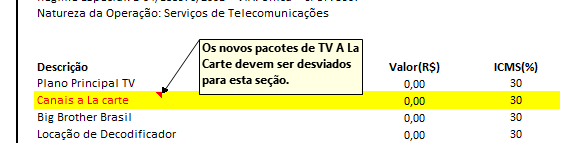 Natureza da Operação: Serviços de Telecomunicações
Os novos pacotes de TV A La
Carte devem ser desviados
para esta seção.
Descrição Valor(R$) ICMS(%)
Plano Principal TV 0,00 30
Canais a La carte 0,00 30
Big Brother Brasil 0,00 30
Locação de Decodificador 0,00 30